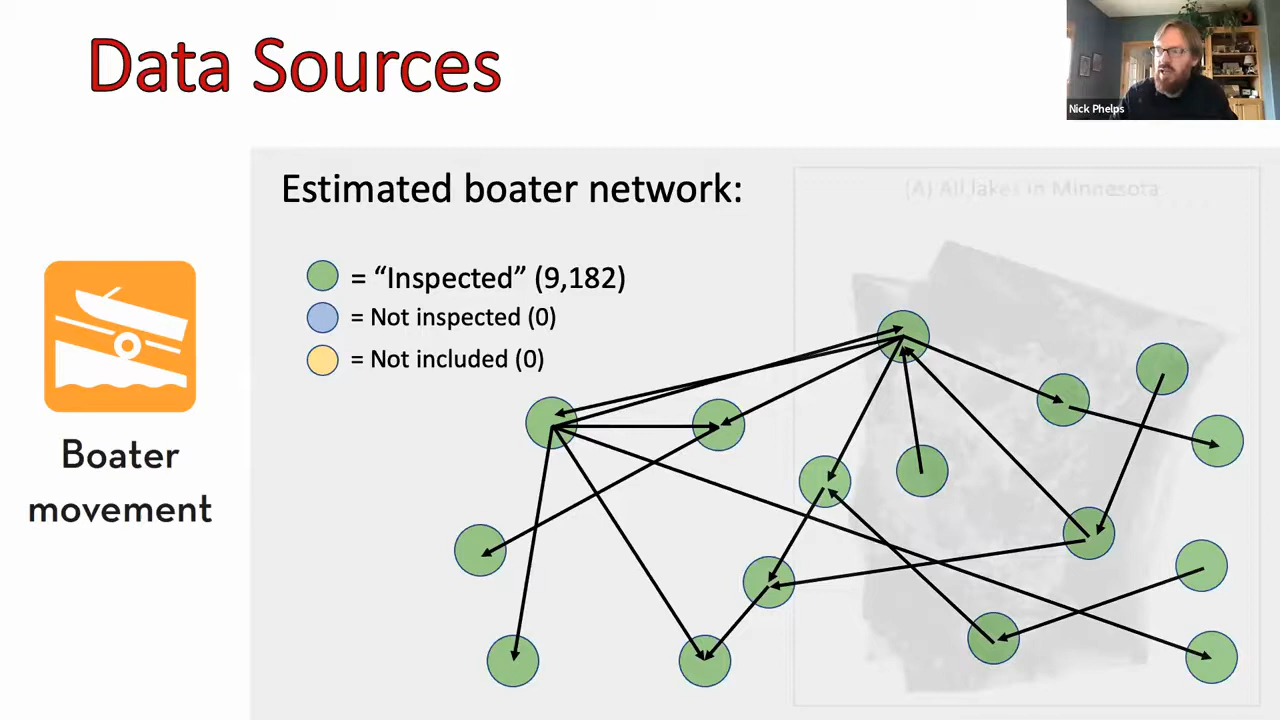 Data Sources
Nick Phelps
Estimated boater network:
(A) All lakes in Minnesota
= “Inspected” (9,182)
= Not inspected (0)
= Not included (0)
Boater
movement